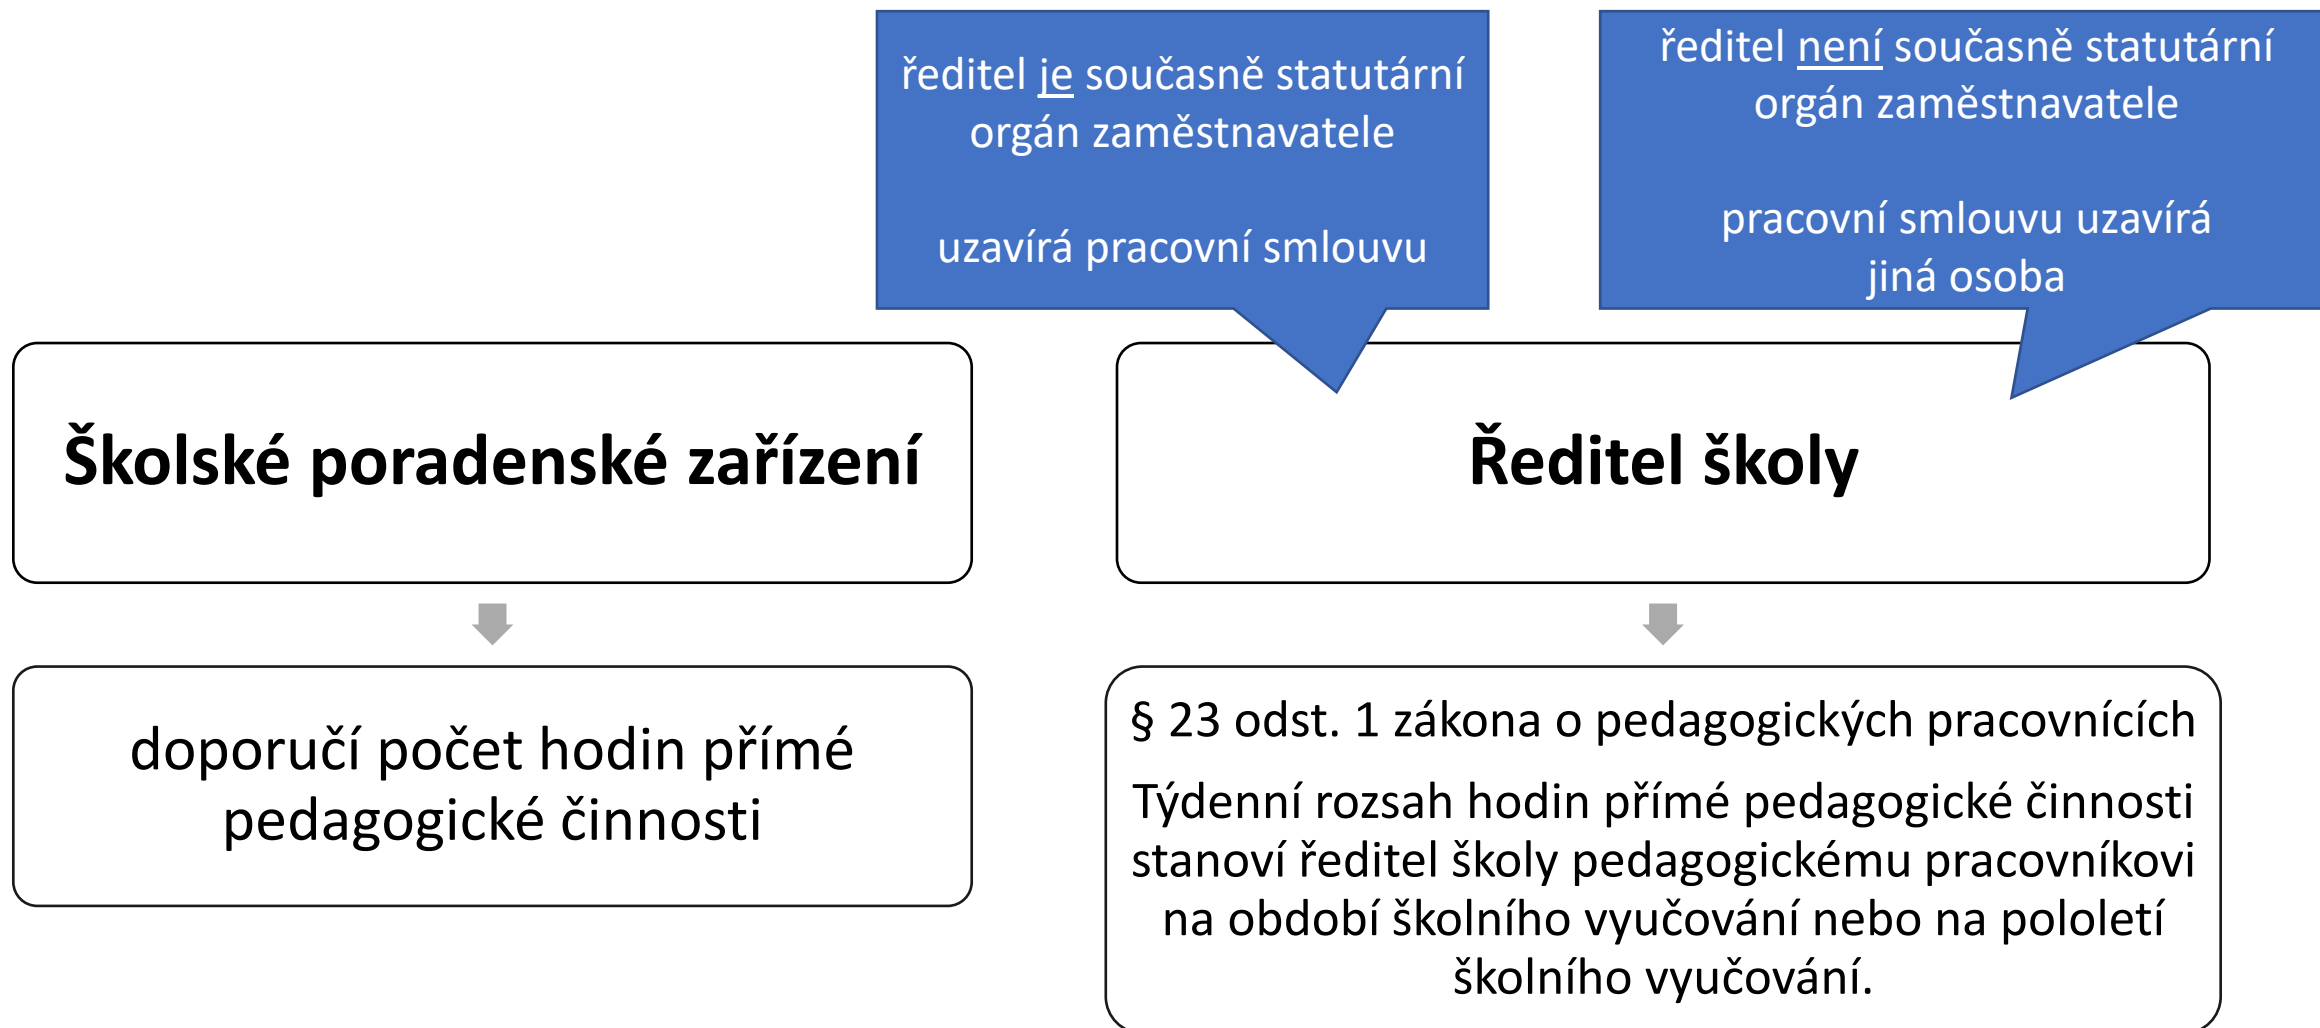 ředitel je současně statutární
orgán zaměstnavatele
uzavírá pracovní smlouvu
ředitel není současně statutární
orgán zaměstnavatele
pracovní smlouvu uzavírá
jiná osoba
Školské poradenské zařízení
Ředitel školy
doporučí počet hodin přímé
pedagogické činnosti
§ 23 odst. 1 zákona o pedagogických pracovnících
Týdenní rozsah hodin přímé pedagogické činnosti
stanoví ředitel školy pedagogickému pracovníkovi
na období školního vyučování nebo na pololetí
školního vyučování.